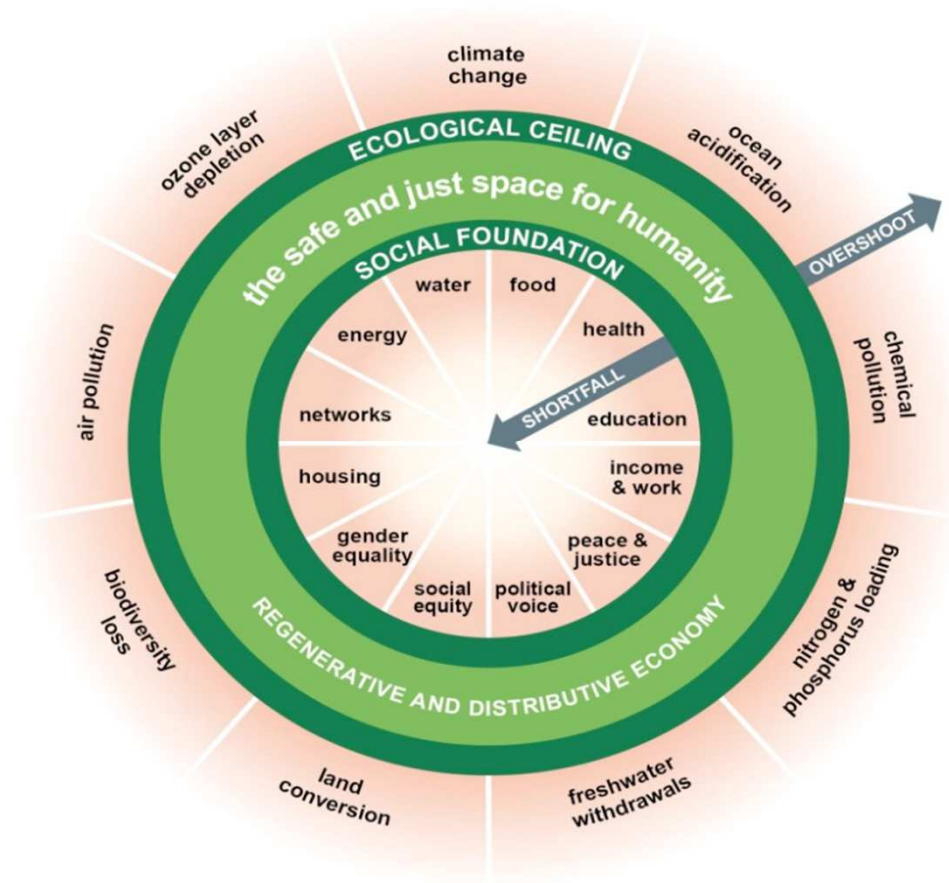 climate
change
ocean
acidification
OVERSHOOT
chemical
pollution
nitrogen &
phosphorus loading
freshwater
withdrawals
land
conversion
biodiversity
loss
air pollution
ozone layer
depletion
ECOLOGICAL CEILING
the safe and just space for humanity
SOCIAL FOUNDATION
water
food
health
SHORTFALL
education
income
& work
peace &
justice
political
voice
social
equity
gender
equality
housing
networks
energy
REGENERATIVE AND DISTRIBUTIVE ECONOMY